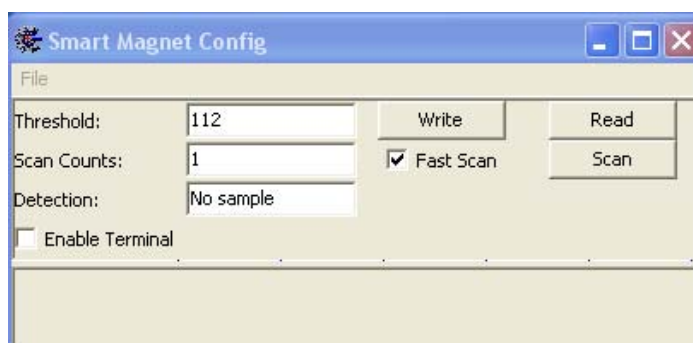 Smart Magnet Config
File
Threshold: 112 Write Read
Scan Counts: 1 Fast Scan Scan
Detection: No sample
Enable Terminal